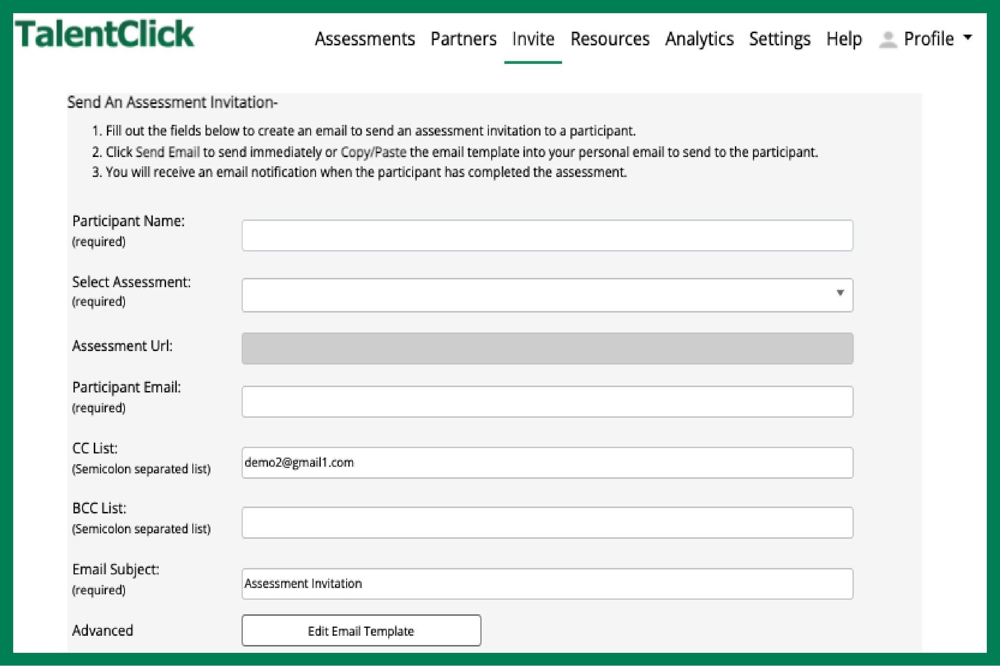 TalentClick
Assessments Partners Invite Resources Analytics Settings Help Profile
Send An Assessment Invitation-
1. Fill out the fields below to create an email to send an assessment invitation to a participant.
2. Click Send Email to send immediately or Copy/Paste the email template into your personal email to send to the participant.
3. You will receive an email notification when the participant has completed the assessment.
Participant Name:
(required)
Select Assessment:
(required)
Assessment Url:
Participant Email:
(required)
CC List:
(Semicolon separated list)
demo2@gmail1.com
BCC List:
(Semicolon separated list)
Email Subject:
(required)
Assessment Invitation
Advanced
Edit Email Template